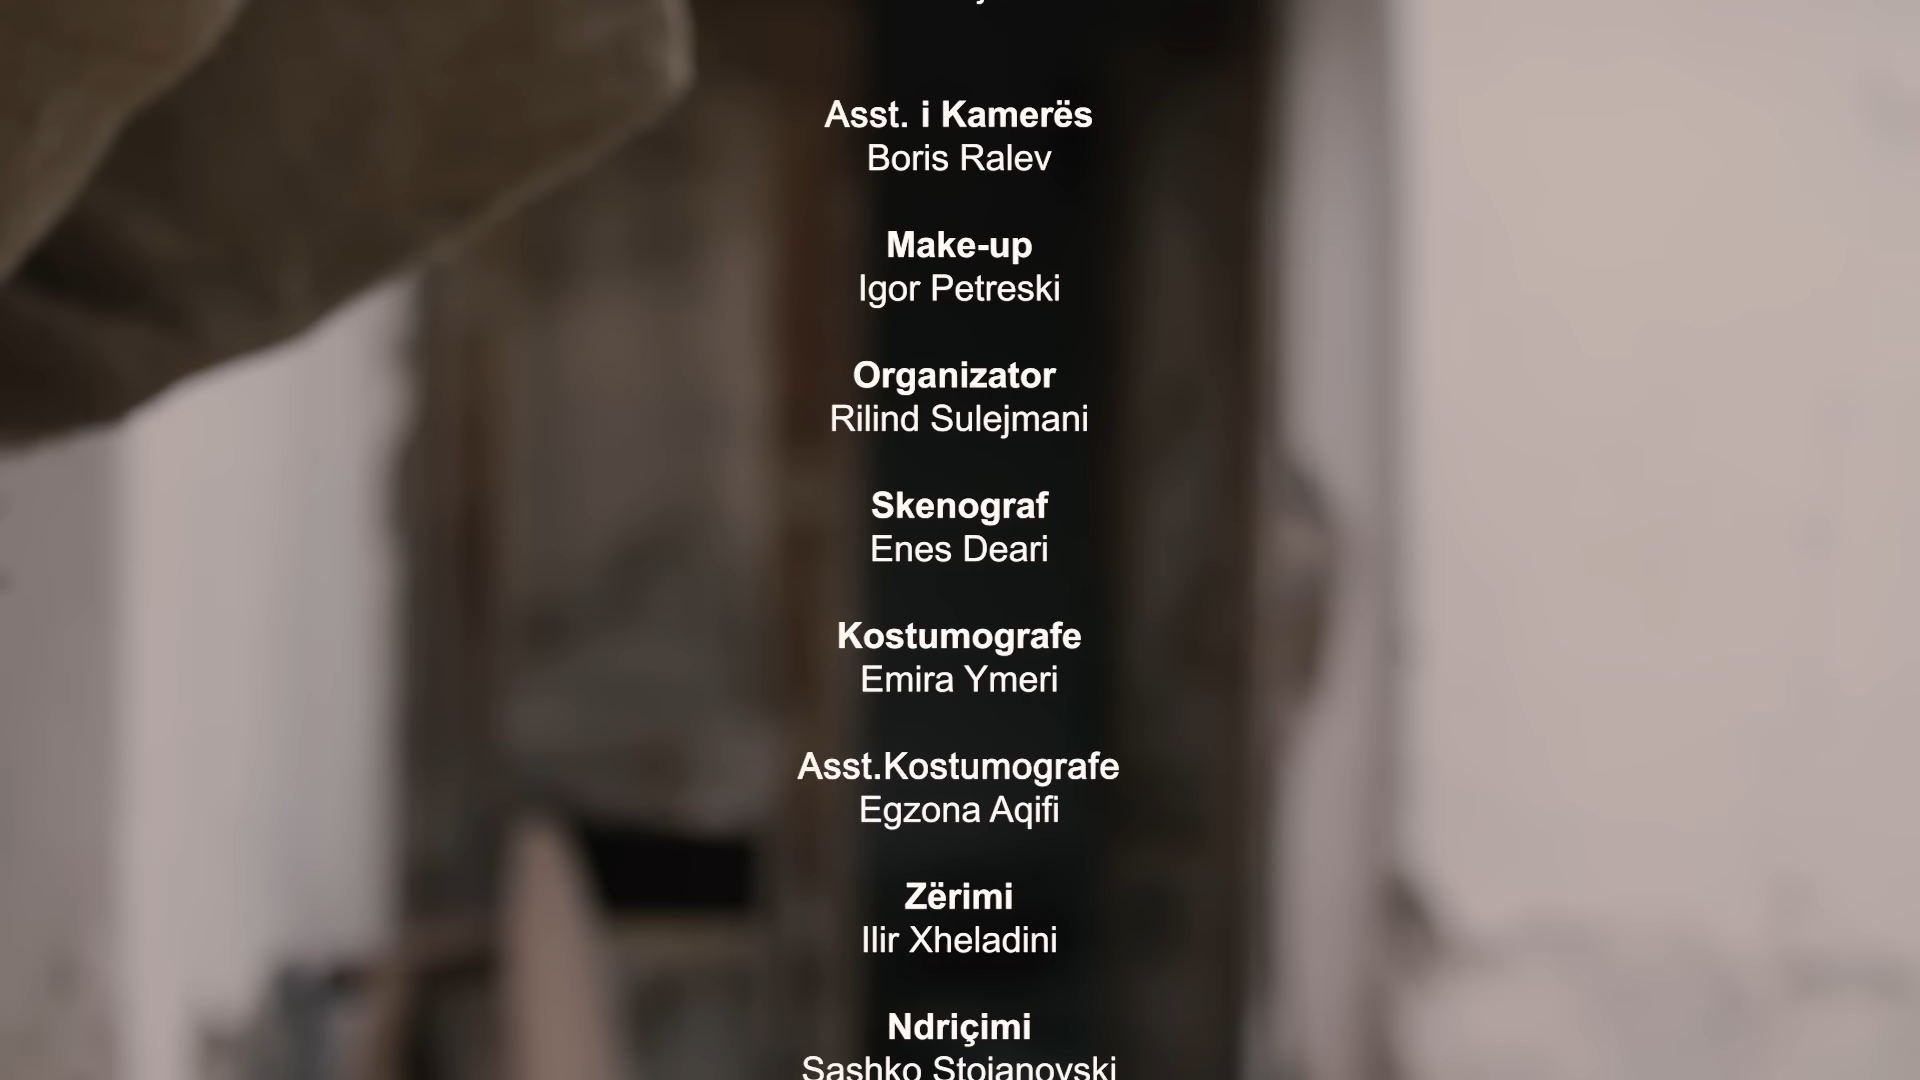 Asst. i Kamerës
Boris Ralev
Make-up
Igor Petreski
Organizator
Rilind Sulejmani
Skenograf
Enes Deari
Kostumografe
Emira Ymeri
Asst.Kostumografe
Egzona Aqifi
Zërimi
Ilir Xheladini
Ndriçimi
Sashko Stojanovski